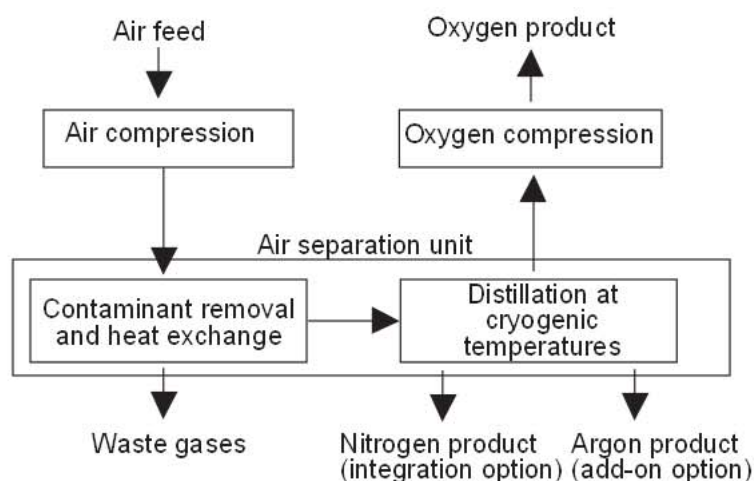 Air feed
Oxygen product
Air compression
Oxygen compression
Air separation unit
Contaminant removal
and heat exchange
Distillation at
cryogenic
temperatures
Waste gases
Nitrogen product
(integration option)
Argon product
(add-on option)